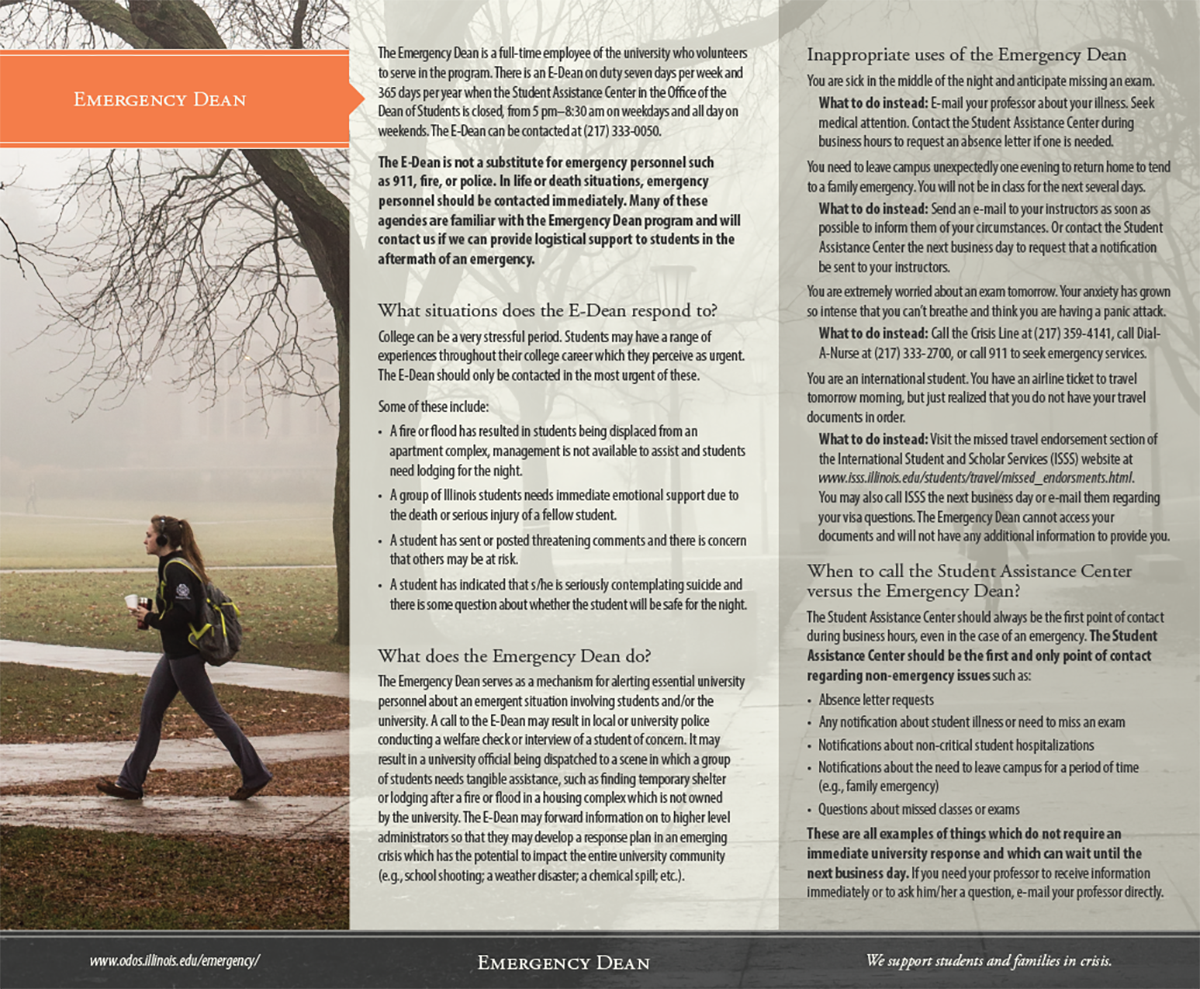 EMERGENCY DEAN
The Emergency Dean is a full-time employee of the university who volunteers
to serve in the program. There is an E-Dean on duty seven days per week and
365 days per year when the Student Assistance Center in the Office of the
Dean of Students is closed, from 5 pm–8:30 am on weekdays and all day on
weekends. The E-Dean can be contacted at (217) 333-0050.
The E-Dean is not a substitute for emergency personnel such
as 911, fire, or police. In life or death situations, emergency
personnel should be contacted immediately. Many of these
agencies are familiar with the Emergency Dean program and will
contact us if we can provide logistical support to students in the
aftermath of an emergency.
What situations does the E-Dean respond to?
College can be a very stressful period. Students may have a range of
experiences throughout their college career which they perceive as urgent.
The E-Dean should only be contacted in the most urgent of these.
Some of these include:
• A fire or flood has resulted in students being displaced from an
apartment complex, management is not available to assist and students
need lodging for the night.
• A group of Illinois students needs immediate emotional support due to
the death or serious injury of a fellow student.
• A student has sent or posted threatening comments and there is concern
that others may be at risk.
• A student has indicated that s/he is seriously contemplating suicide and
there is some question about whether the student will be safe for the night.
What does the Emergency Dean do?
The Emergency Dean serves as a mechanism for alerting essential university
personnel about an emergent situation involving students and/or the
university. A call to the E-Dean may result in local or university police
conducting a welfare check or interview of a student of concern. It may
result in a university official being dispatched to a scene in which a group
of students needs tangible assistance, such as finding temporary shelter
or lodging after a fire or flood in a housing complex which is not owned
by the university. The E-Dean may forward information on to higher level
administrators so that they may develop a response plan in an emerging
crisis which has the potential to impact the entire university community
(e.g., school shooting; a weather disaster; a chemical spill; etc.).
Inappropriate uses of the Emergency Dean
You are sick in the middle of the night and anticipate missing an exam.
What to do instead: E-mail your professor about your illness. Seek
medical attention. Contact the Student Assistance Center during
business hours to request an absence letter if one is needed.
You need to leave campus unexpectedly one evening to return home to tend
to a family emergency. You will not be in class for the next several days.
What to do instead: Send an e-mail to your instructors as soon as
possible to inform them of your circumstances. Or contact the Student
Assistance Center the next business day to request that a notification
be sent to your instructors.
You are extremely worried about an exam tomorrow. Your anxiety has grown
so intense that you can't breathe and think you are having a panic attack.
What to do instead: Call the Crisis Line at (217) 359-4141, call Dial-
A-Nurse at (217) 333-2700, or call 911 to seek emergency services.
You are an international student. You have an airline ticket to travel
tomorrow morning, but just realized that you do not have your travel
documents in order.
What to do instead: Visit the missed travel endorsement section of
the International Student and Scholar Services (ISSS) website at
www.isss.illinois.edu/students/travel/missed_endorsments.html.
You may also call ISSS the next business day or e-mail them regarding
your visa questions. The Emergency Dean cannot access your
documents and will not have any additional information to provide you.
When to call the Student Assistance Center
versus the Emergency Dean?
The Student Assistance Center should always be the first point of contact
during business hours, even in the case of an emergency. The Student
Assistance Center should be the first and only point of contact
regarding non-emergency issues such as:
• Absence letter requests
• Any notification about student illness or need to miss an exam
• Notifications about non-critical student hospitalizations
• Notifications about the need to leave campus for a period of time
(e.g., family emergency)
• Questions about missed classes or exams
These are all examples of things which do not require an
immediate university response and which can wait until the
next business day. If you need your professor to receive information
immediately or to ask him/her a question, e-mail your professor directly.
www.odos.illinois.edu/emergency/
EMERGENCY DEAN
We support students and families in crisis.